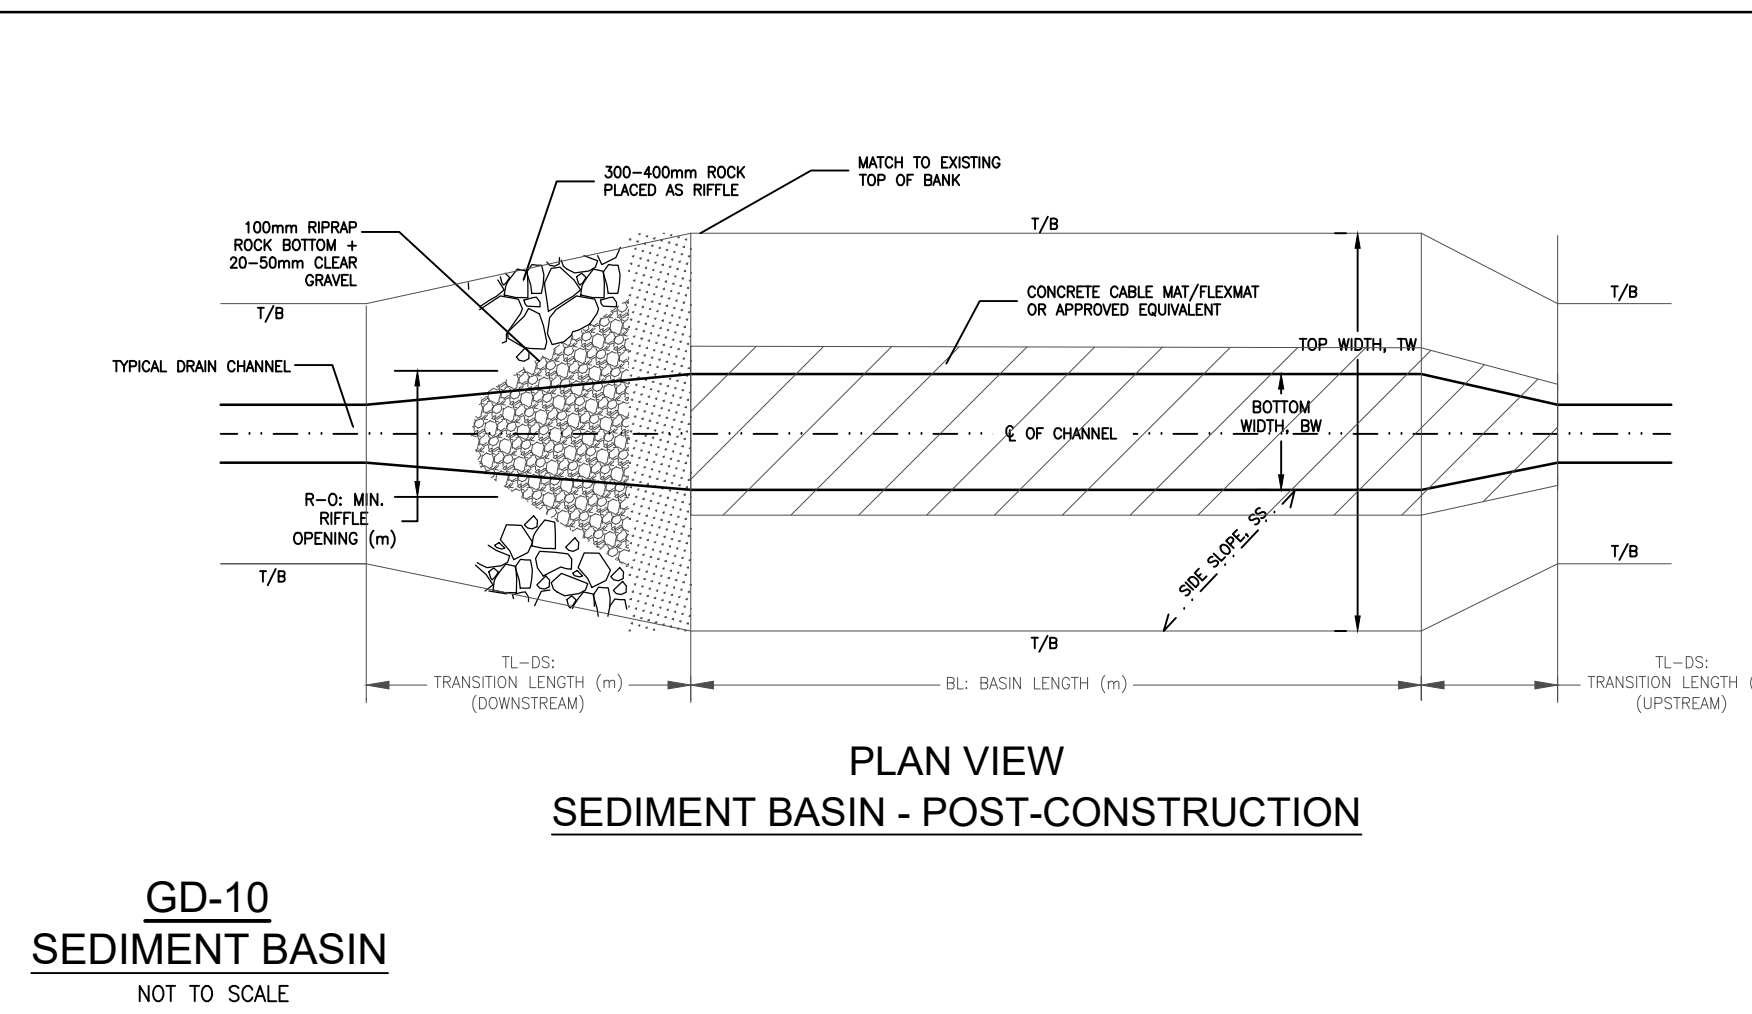 300-400mm ROCK
PLACED AS RIFFLE
MATCH TO EXISTING
TOP OF BANK
100mm RIPRAP
ROCK BOTTOM +
20-50mm CLEAR
GRAVEL
T/B
T/B
T/B
CONCRETE CABLE MAT/FLEXMAT
OR APPROVED EQUIVALENT
TOP WIDTH, TW
TYPICAL DRAIN CHANNEL
BOTTOM
WIDTH, BW
℄ OF CHANNEL
R-O: MIN.
RIFFLE
OPENING (m)
SIDE SLOPE, SS
T/B
T/B
T/B
TL-DS:
TRANSITION LENGTH (m)
(DOWNSTREAM)
BL: BASIN LENGTH (m)
TL-DS:
TRANSITION LENGTH (
(UPSTREAM)
PLAN VIEW
SEDIMENT BASIN - POST-CONSTRUCTION
GD-10
SEDIMENT BASIN
NOT TO SCALE